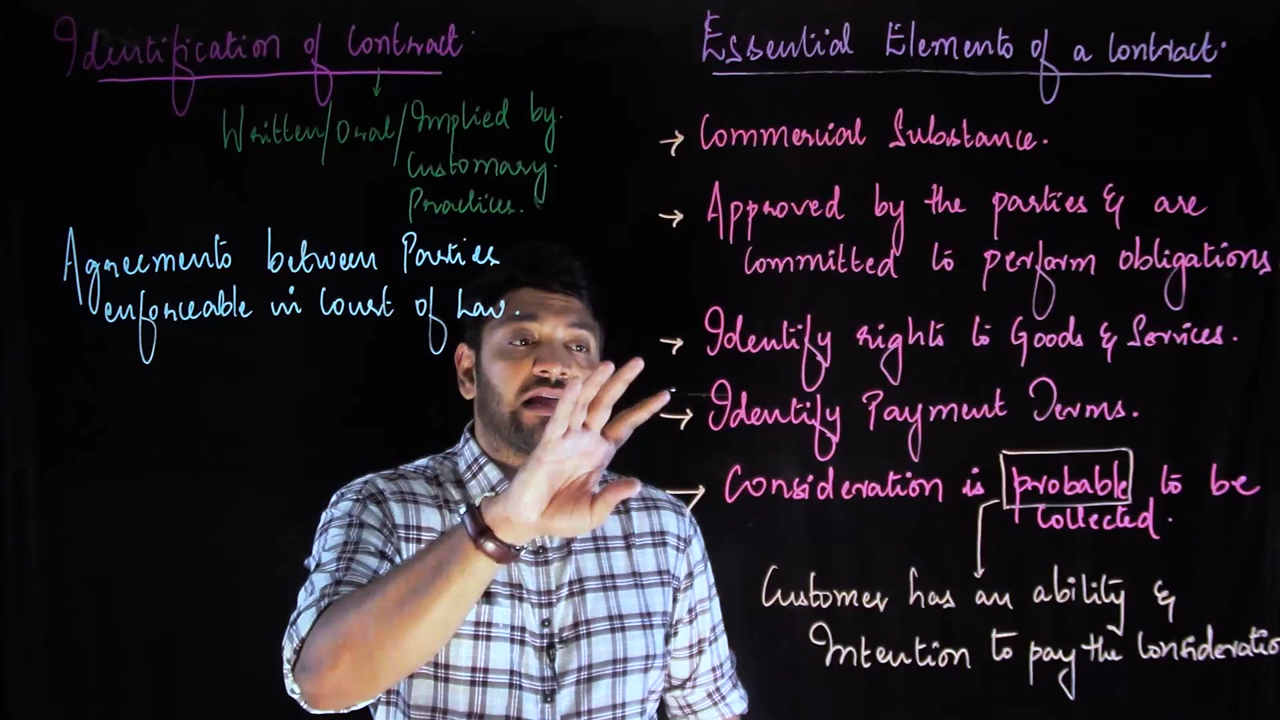 Identification of Contract.
Written/Oral/Implied by.
Customary.
Practices.
Agreements between Parties
enforceable in Court of Law.
Essential Elements of a Contract.
→ Commercial Substance.
→ Approved by the parties & are
Committed to perform obligations
→ Identify rights to Goods & Services.
→ Identify Payment Terms.
→ Consideration is probable to be
Collected.
Customer has an ability &
Intention to pay the Consideratio